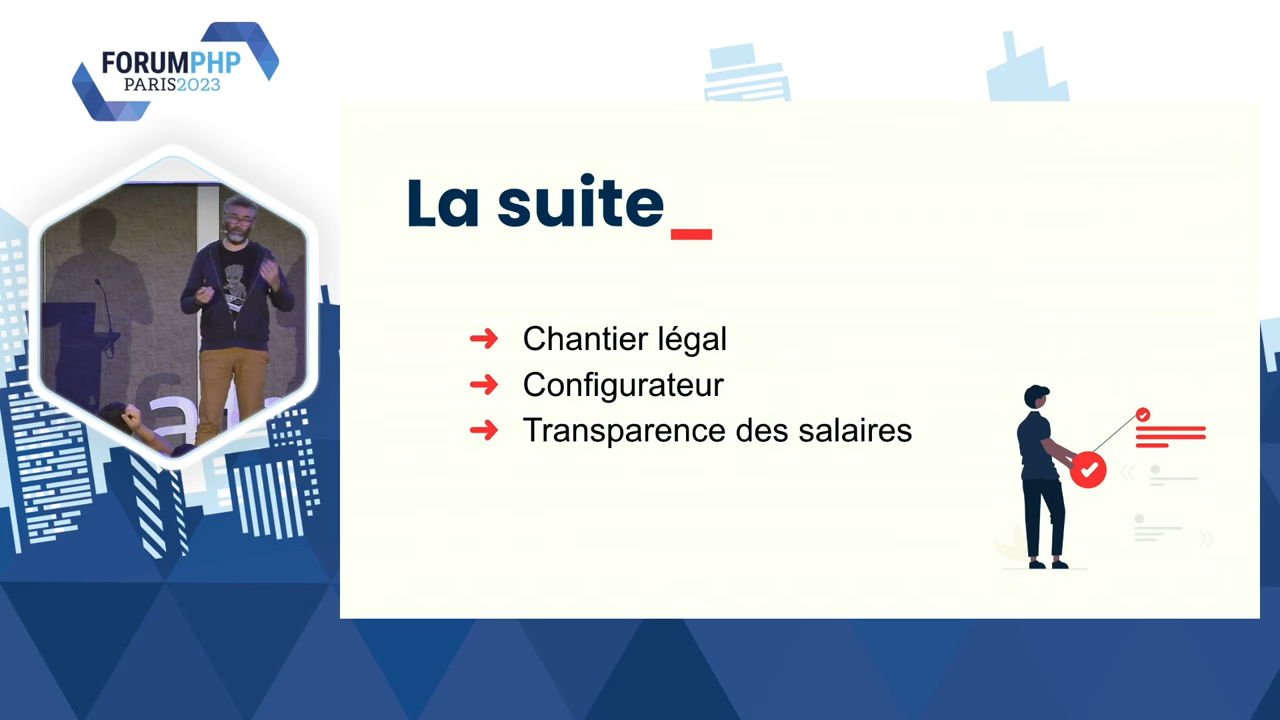 FORUMPHP
PARIS2023
La suite_
➜ Chantier légal
➜ Configurateur
➜ Transparence des salaires